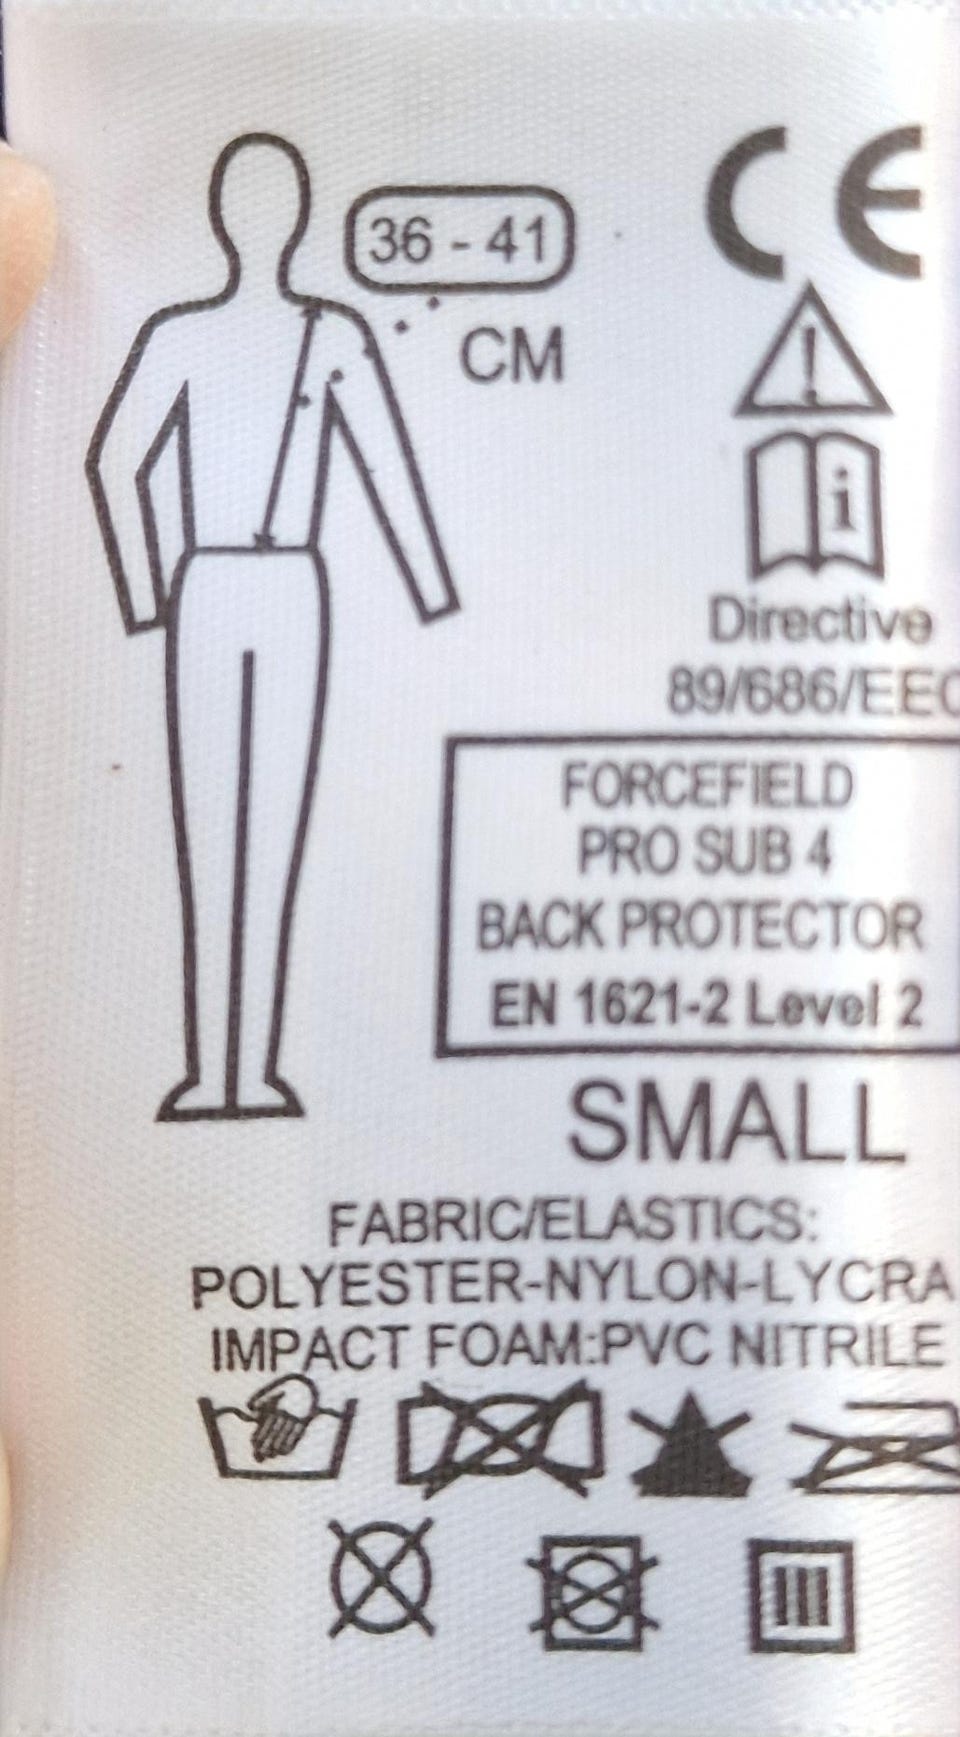 36 - 41
CM
CE
!
i
Directive
89/686/EEC
FORCEFIELD
PRO SUB 4
BACK PROTECTOR
EN 1621-2 Level 2
SMALL
FABRIC/ELASTICS:
POLYESTER-NYLON-LYCRA
IMPACT FOAM:PVC NITRILE